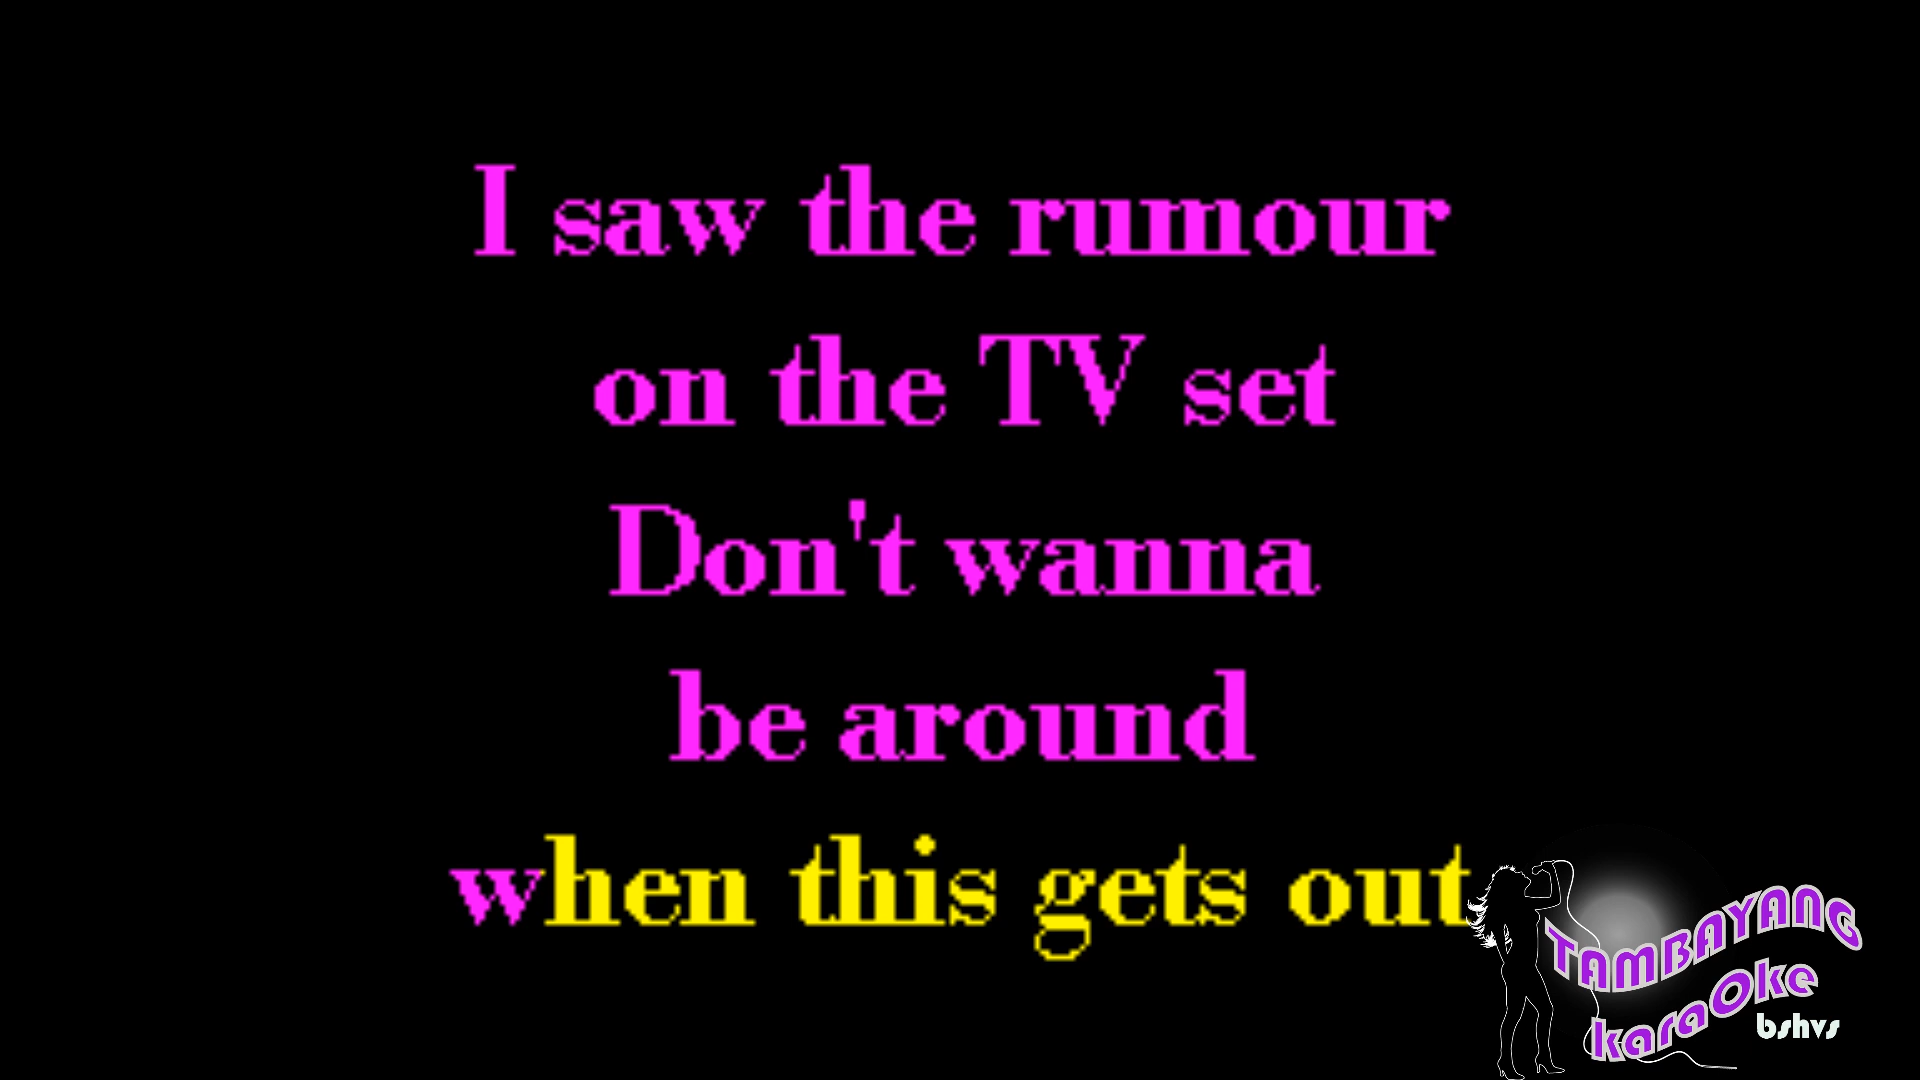 I saw the rumour
on the TV set
Don't wanna
be around
when this gets out
TAMBAYANG
karaOke
bshvs